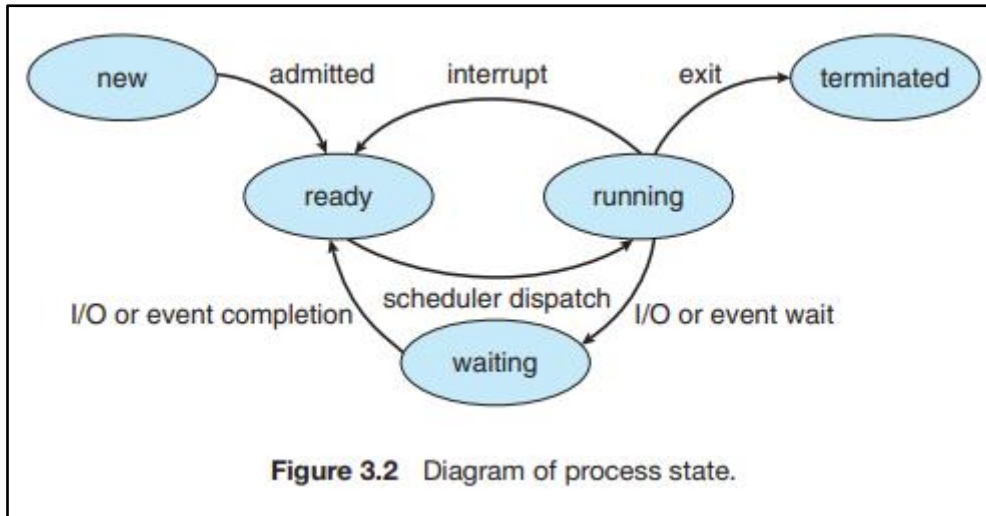 new
admitted
interrupt
exit
terminated
ready
running
scheduler dispatch
I/O or event completion
I/O or event wait
waiting
Figure 3.2 Diagram of process state.